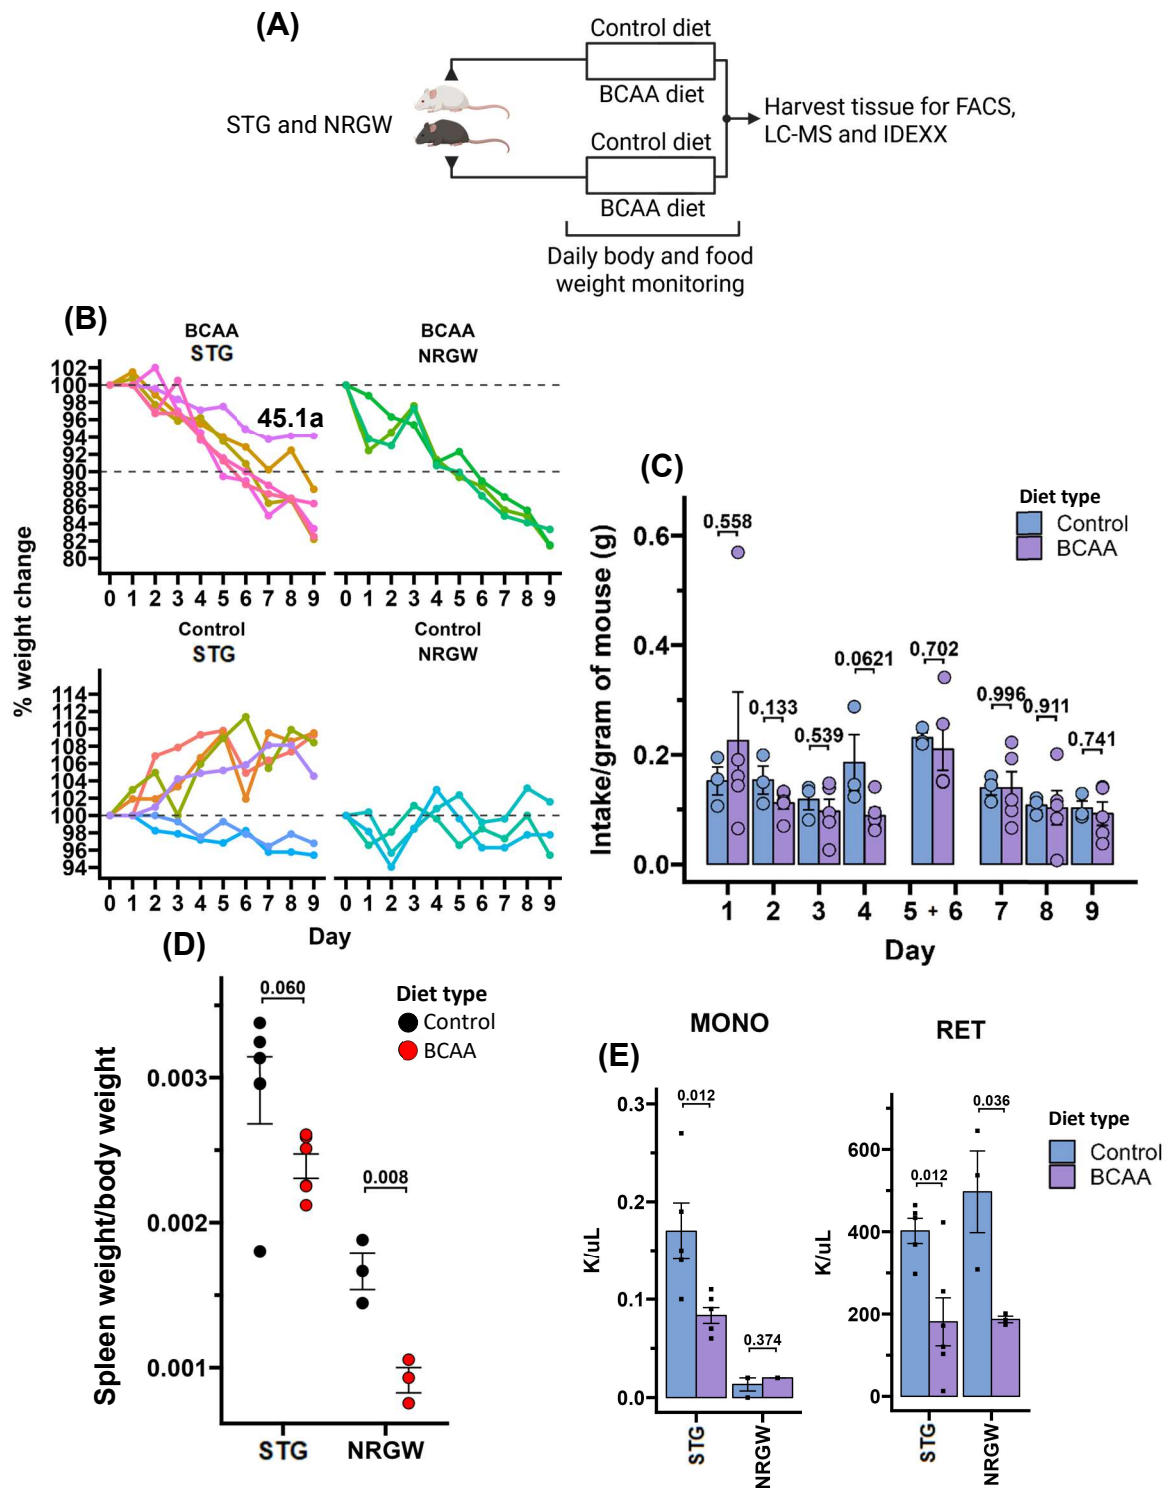 (A)
Control diet
BCAA diet
STG and NRGW
Control diet
BCAA diet
Harvest tissue for FACS,
LC-MS and IDEXX
Daily body and food
weight monitoring
(B)
BCAA
STG
BCAA
NRGW
% weight change
102
100
98
96
94
92
90
88
86
84
82
80
45.1a
0 1 2 3 4 5 6 7 8 9
0 1 2 3 4 5 6 7 8 9
Control
STG
Control
NRGW
114
112
110
108
106
104
102
100
98
96
94
0 1 2 3 4 5 6 7 8 9
0 1 2 3 4 5 6 7 8 9
Day
(C)
Diet type
Control
BCAA
Intake/gram of mouse (g)
0.6
0.4
0.2
0.0
0.558
0.133
0.539
0.0621
0.702
0.996
0.911
0.741
1 2 3 4 5 + 6 7 8 9
Day
(D)
Diet type
Control
BCAA
Spleen weight/body weight
0.003
0.002
0.001
0.060
0.008
STG NRGW
(E)
MONO
K/uL
0.3
0.2
0.1
0.0
0.012
0.374
STG
NRGW
RET
K/uL
600
400
200
0
0.012
0.036
STG
NRGW
Diet type
Control
BCAA